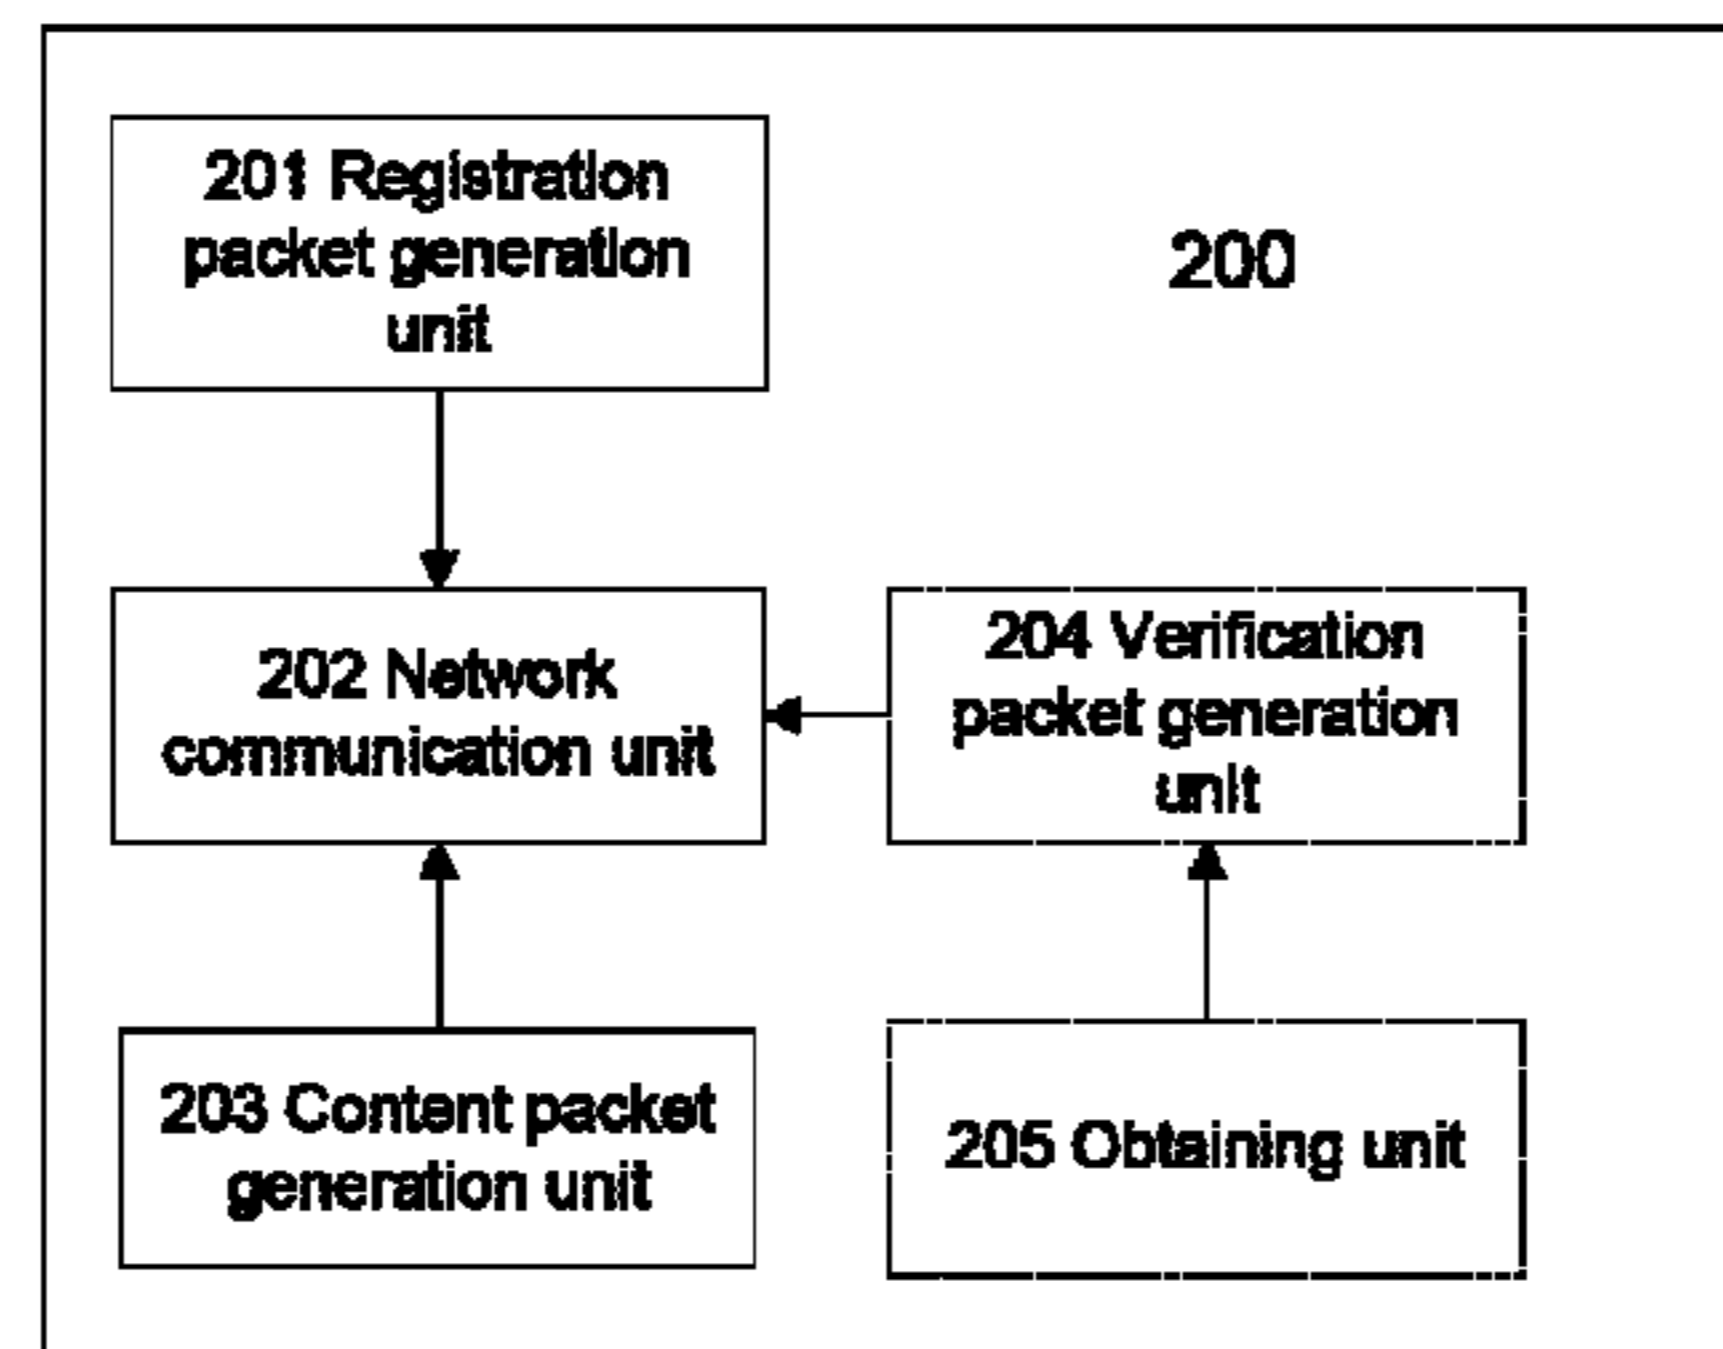 201 Registration
packet generation
unit
200
202 Network
communication unit
204 Verification
packet generation
unit
203 Content packet
generation unit
205 Obtaining unit